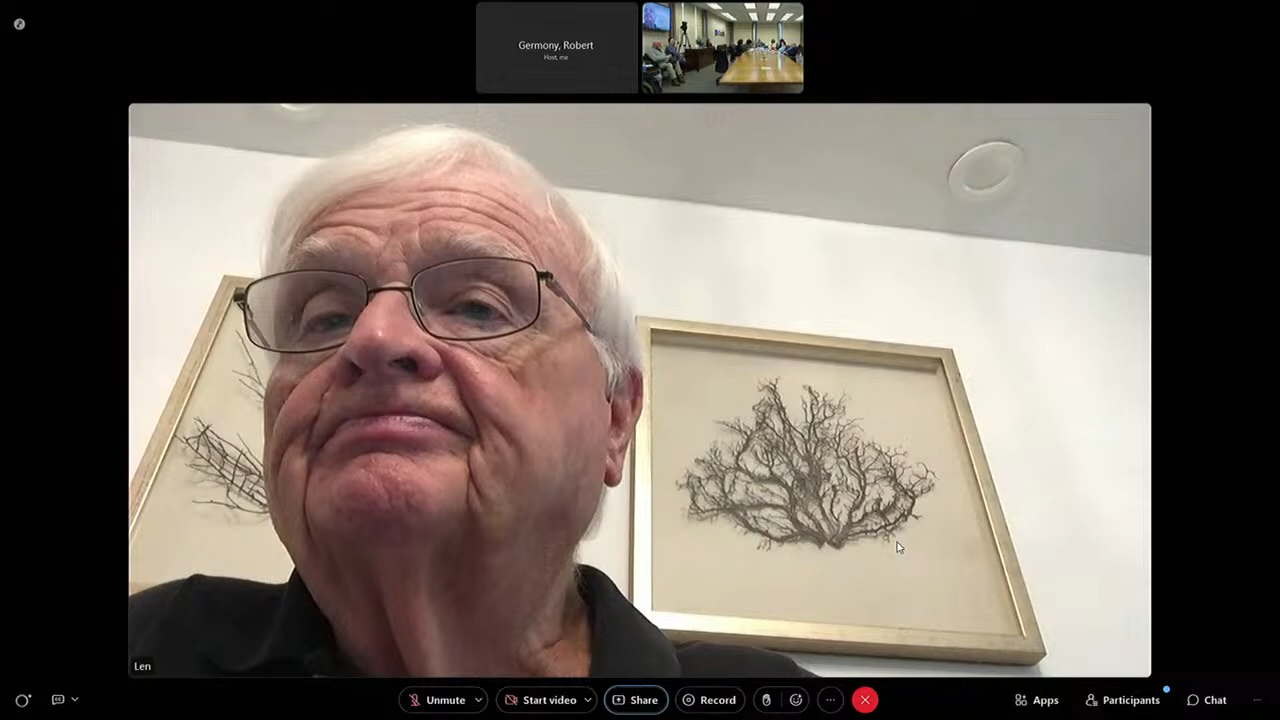 Germony, Robert
Host, me
Len
Unmute
Start video
Share
Record
Apps
Participants
Chat